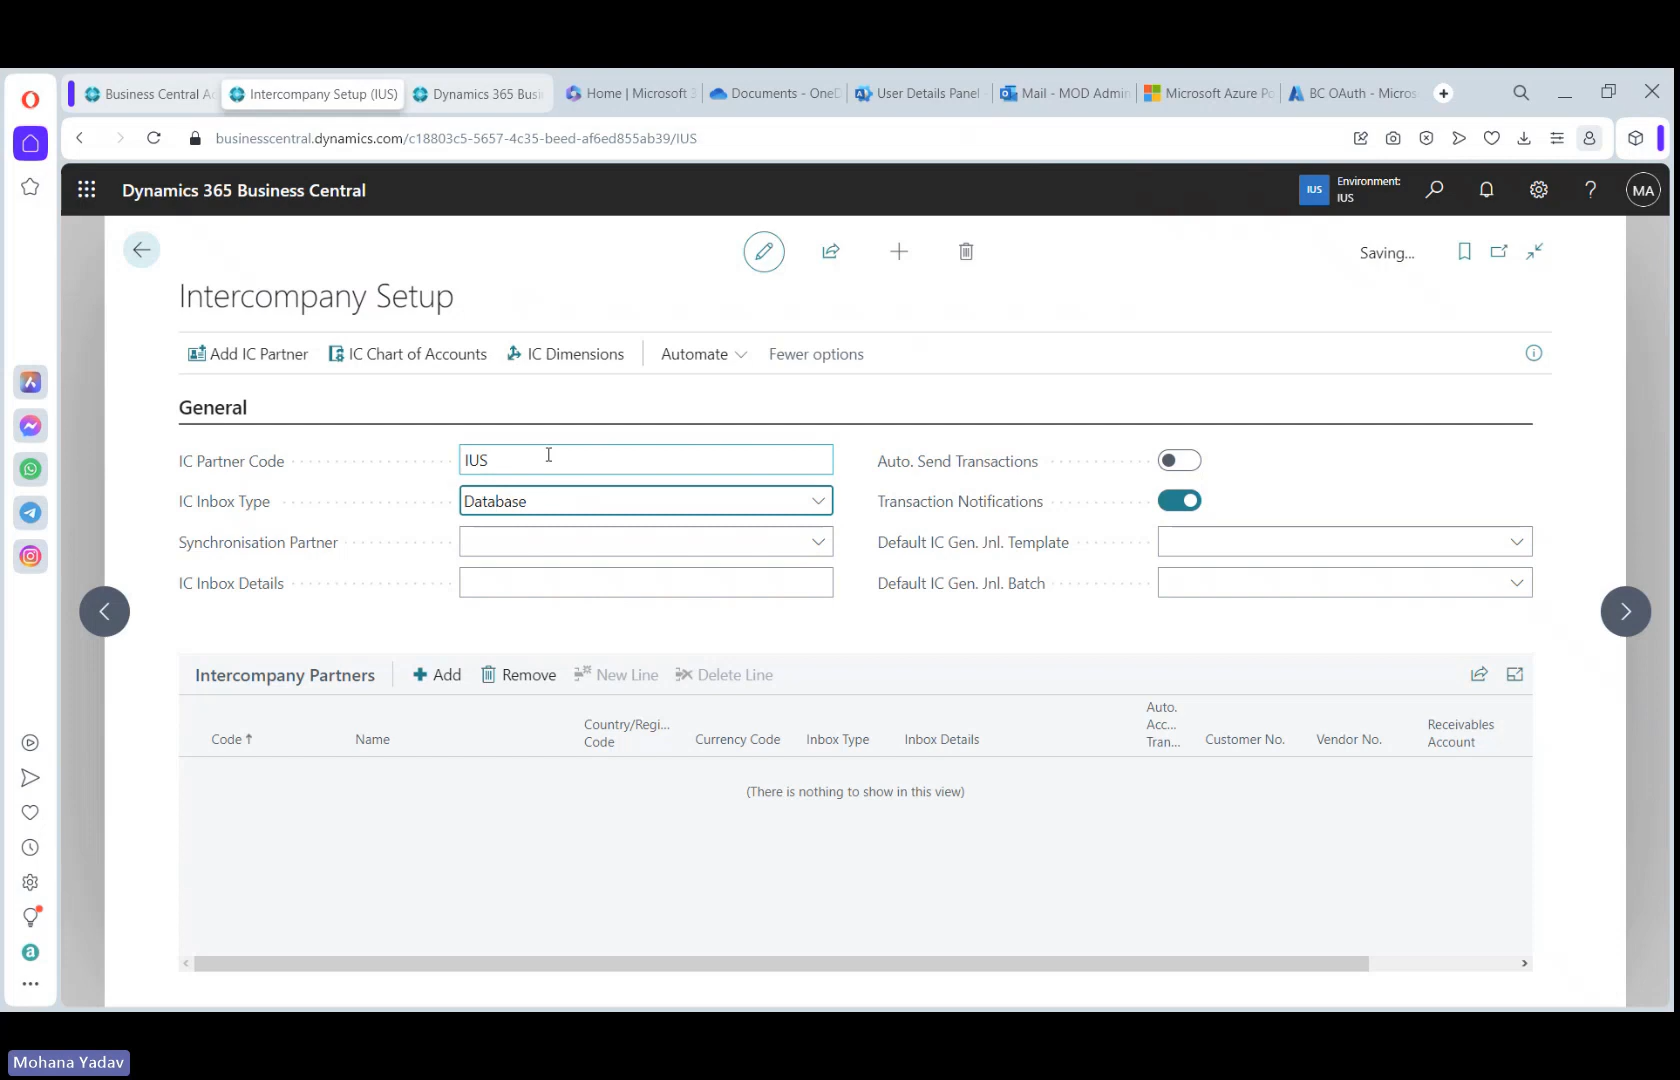 Business Central Ad
Intercompany Setup (IUS)
Dynamics 365 Busi
Home | Microsoft 3
Documents - OneD
User Details Panel
Mail - MOD Admin
Microsoft Azure Po
BC OAuth - Micros
businesscentral.dynamics.com/c18803c5-5657-4c35-beed-af6ed855ab39/IUS
Dynamics 365 Business Central
IUS
Environment:
IUS
MA
Saving...
Intercompany Setup
Add IC Partner
IC Chart of Accounts
IC Dimensions
Automate
Fewer options
General
IC Partner Code
IUS
Auto. Send Transactions
IC Inbox Type
Database
Transaction Notifications
Synchronisation Partner
Default IC Gen. Jnl. Template
IC Inbox Details
Default IC Gen. Jnl. Batch
Intercompany Partners
Add
Remove
New Line
Delete Line
Code ↑
Name
Country/Regi...
Code
Currency Code
Inbox Type
Inbox Details
Auto.
Acc...
Tran...
Customer No.
Vendor No.
Receivables
Account
(There is nothing to show in this view)
Mohana Yadav